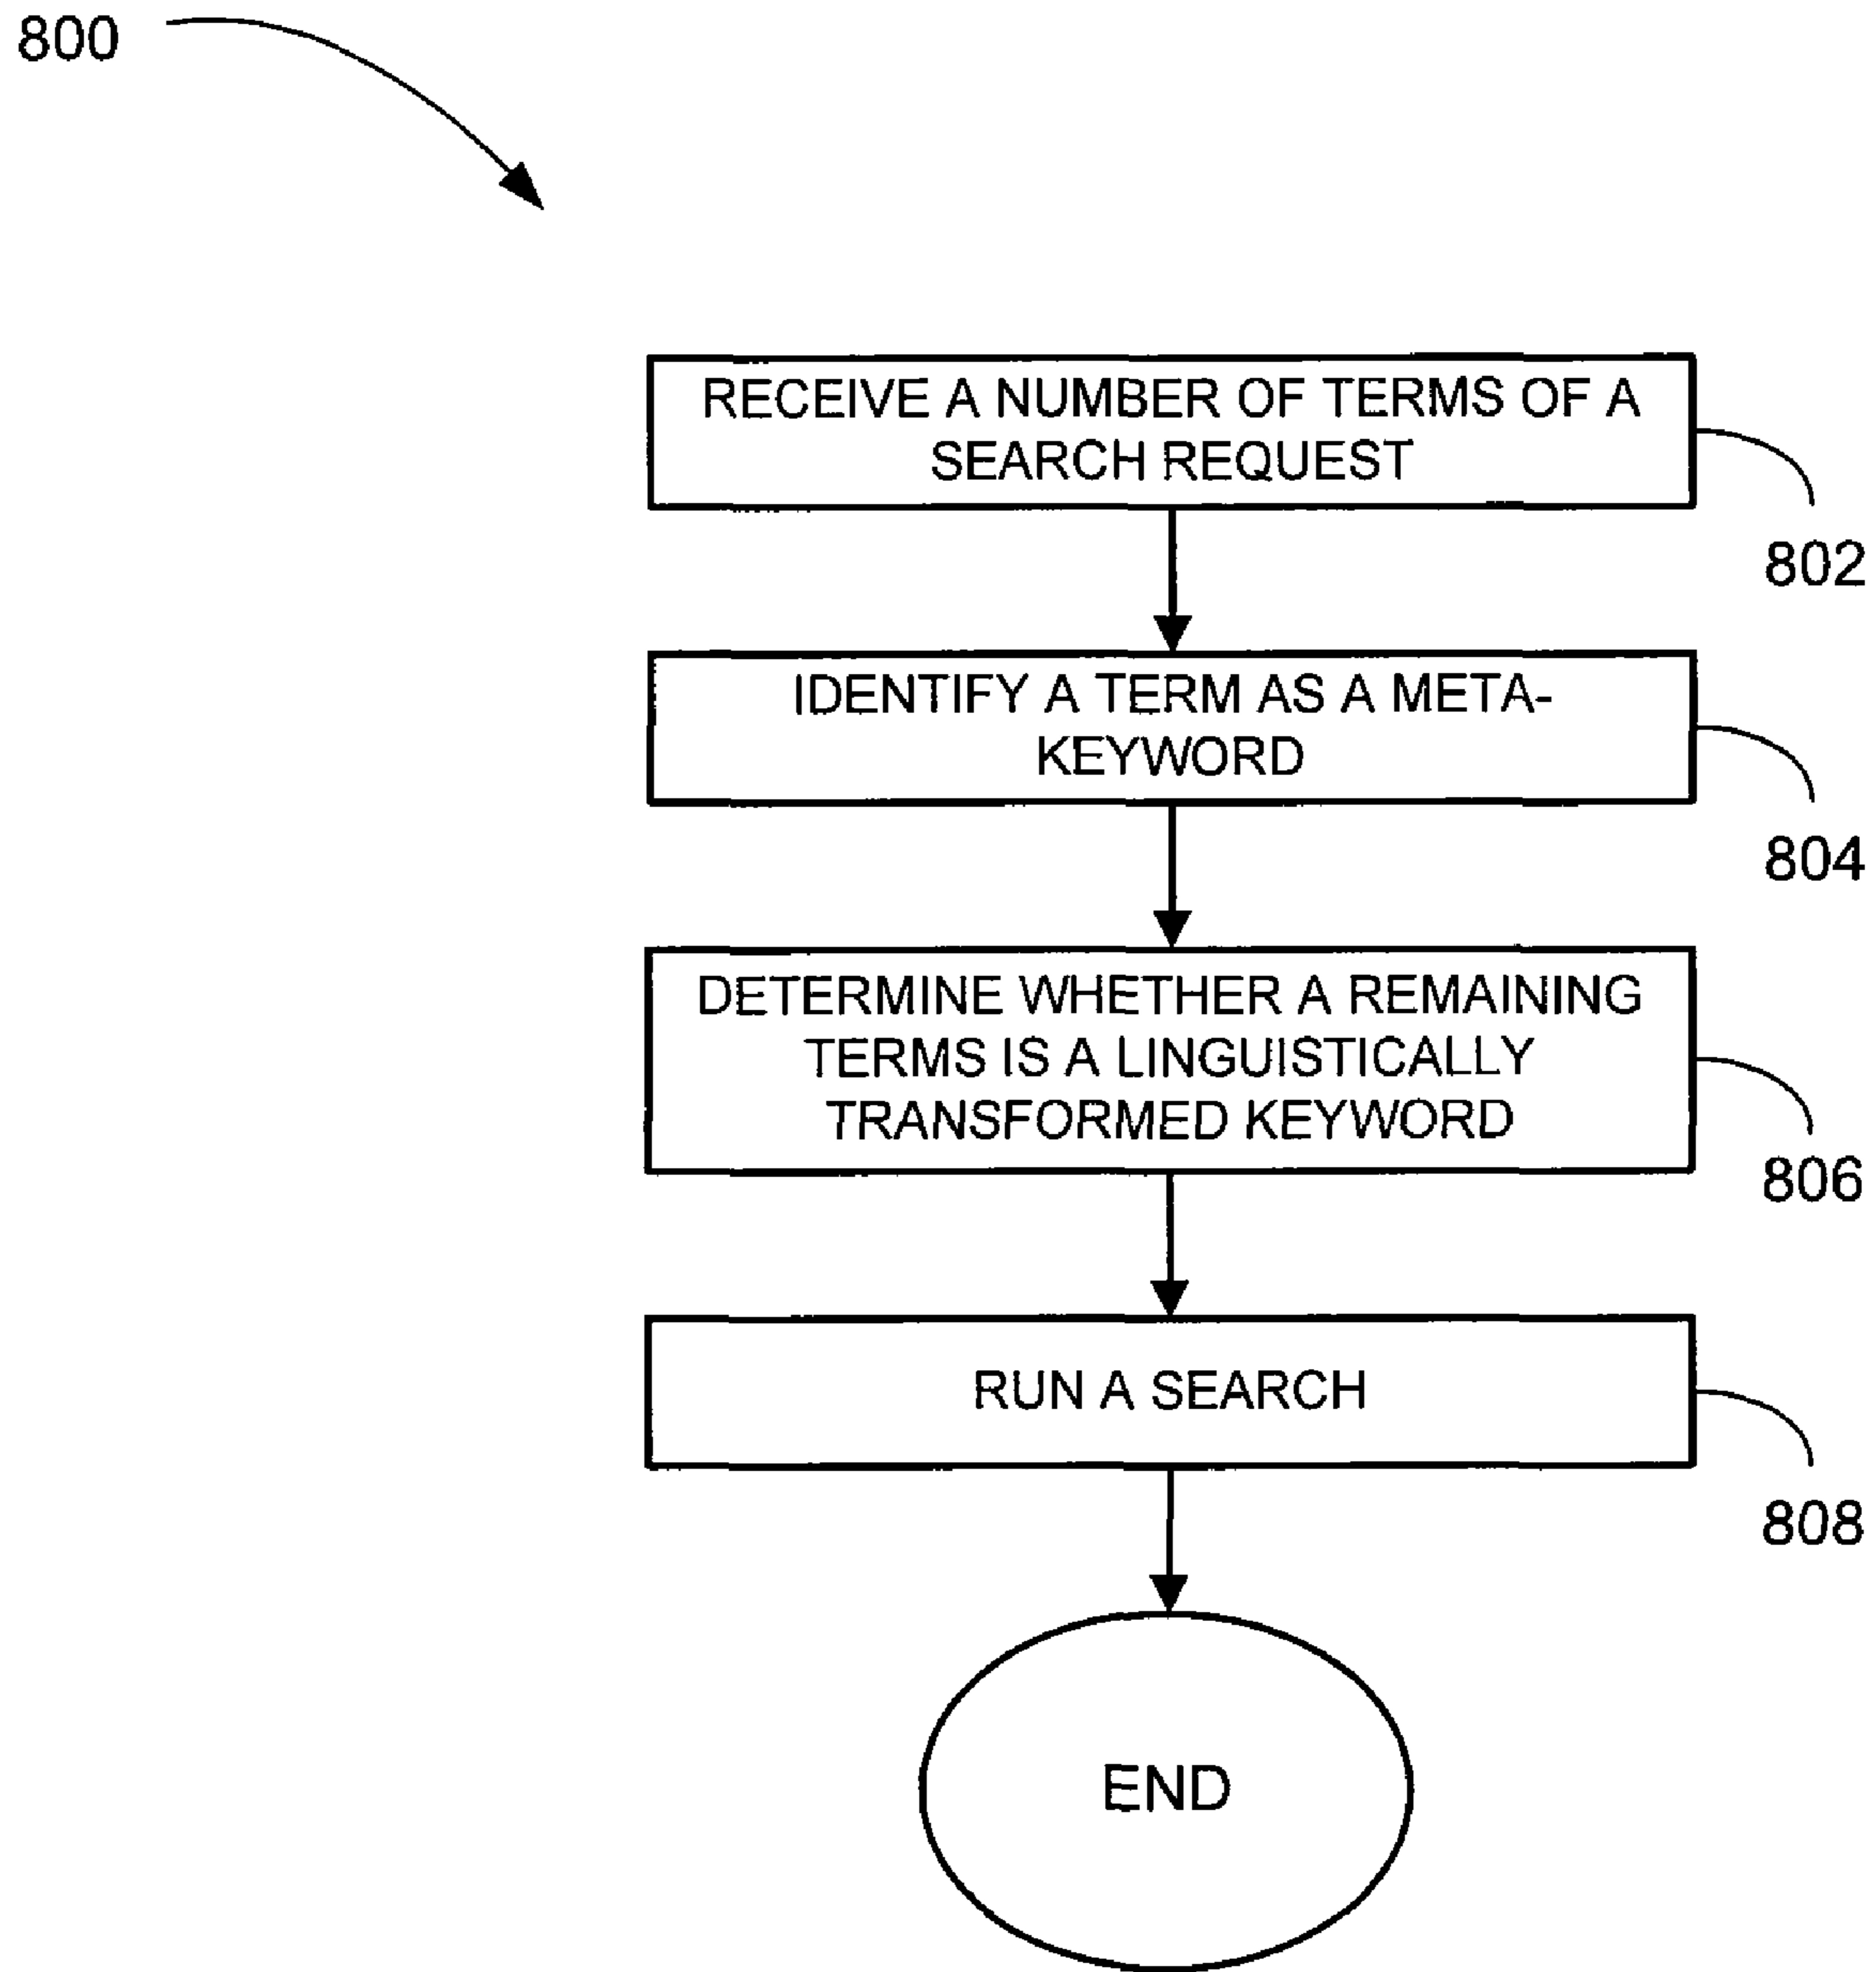 800
RECEIVE A NUMBER OF TERMS OF A
SEARCH REQUEST
802
IDENTIFY A TERM AS A META-
KEYWORD
804
DETERMINE WHETHER A REMAINING
TERMS IS A LINGUISTICALLY
TRANSFORMED KEYWORD
806
RUN A SEARCH
808
END